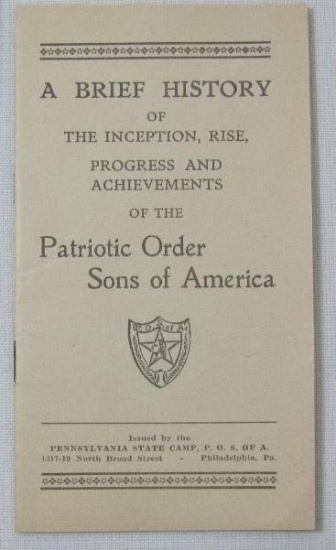 A BRIEF HISTORY
OF
THE INCEPTION, RISE,
PROGRESS AND
ACHIEVEMENTS
OF THE
Patriotic Order
Sons of America
P. O. S. of A.
Issued by the
PENNSYLVANIA STATE CAMP, P. O. S. OF A.
1317-19 North Broad Street - Philadelphia, Pa.